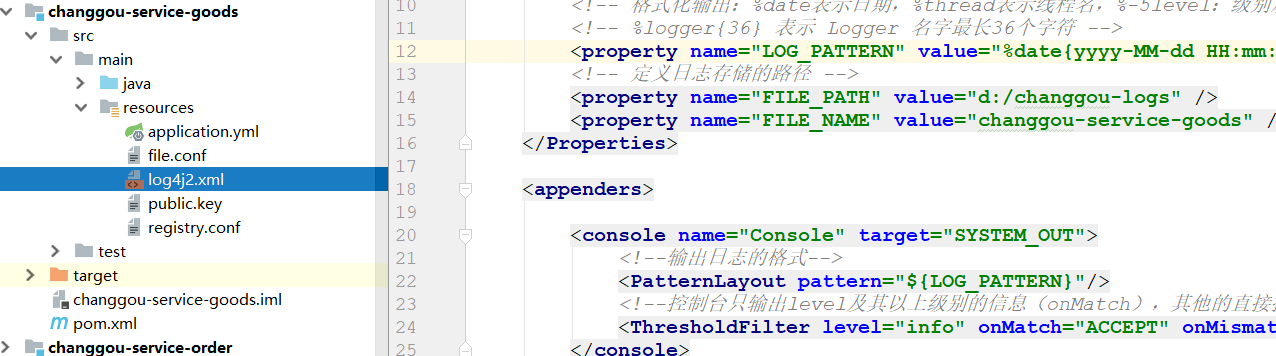 changgou-service-goods
src
main
java
resources
application.yml
file.conf
log4j2.xml
public.key
registry.conf
test
target
changgou-service-goods.iml
pom.xml
changgou-service-order
10 <!-- 格式化输出：%date表示日期，%thread表示线程名，%-5level：级别
11 <!-- %logger{36} 表示 Logger 名字最长36个字符 -->
12 <property name="LOG_PATTERN" value="%date{yyyy-MM-dd HH:mm:
13 <!-- 定义日志存储的路径 -->
14 <property name="FILE_PATH" value="d:/changgou-logs" />
15 <property name="FILE_NAME" value="changgou-service-goods" /
16 </Properties>
17
18 <appenders>
19
20 <console name="Console" target="SYSTEM_OUT">
21 <!--输出日志的格式-->
22 <PatternLayout pattern="${LOG_PATTERN}"/>
23 <!--控制台只输出level及其以上级别的信息（onMatch），其他的直接
24 <ThresholdFilter level="info" onMatch="ACCEPT" onMismat
25 </console>